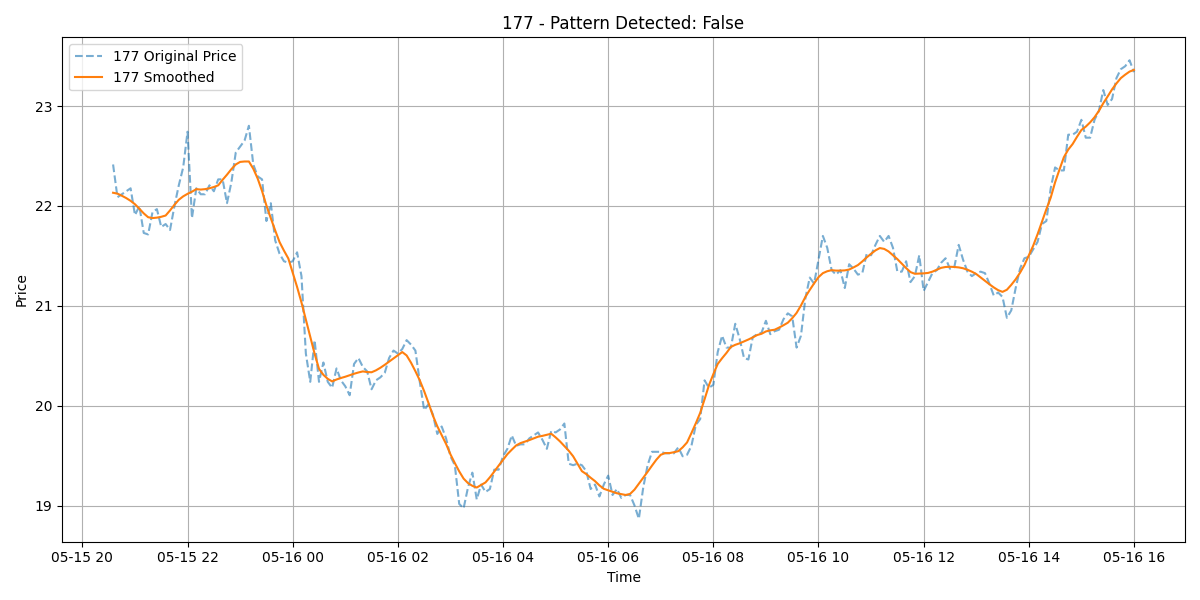 177 - Pattern Detected: False
177 Original Price
177 Smoothed
Price
23
22
21
20
19
05-15 20 05-15 22 05-16 00 05-16 02 05-16 04 05-16 06 05-16 08 05-16 10 05-16 12 05-16 14 05-16 16
Time